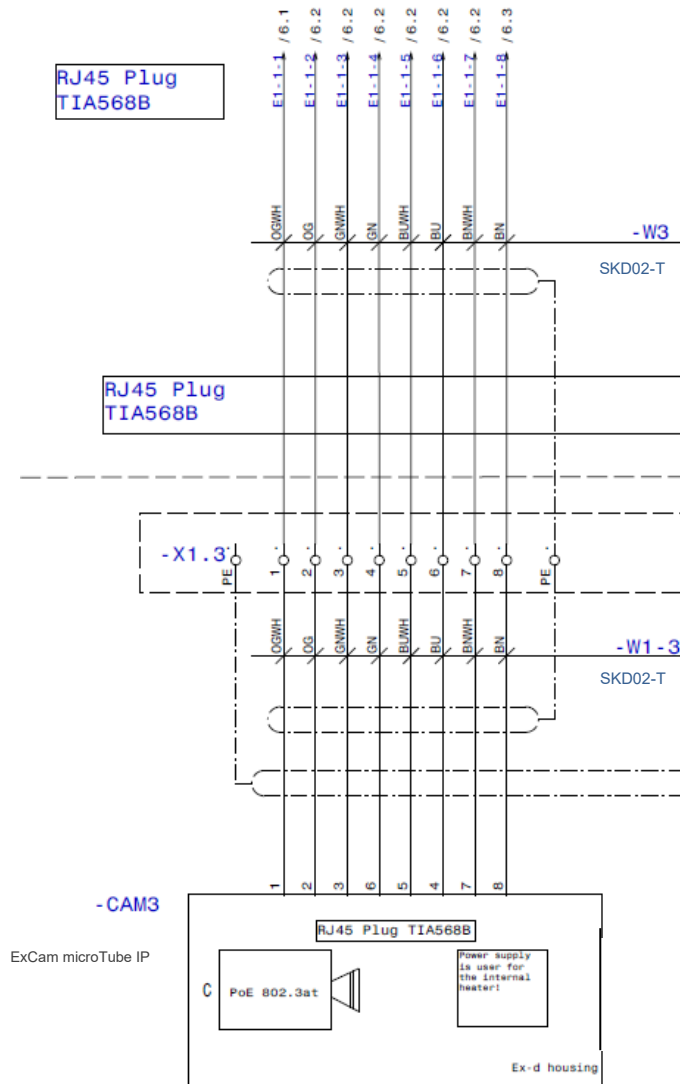 /6.1 /6.2 /6.2 /6.2 /6.2 /6.2 /6.2 /6.3
RJ45 Plug
TIA568B
E1-1-1 E1-1-2 E1-1-3 E1-1-4 E1-1-5 E1-1-6 E1-1-7 E1-1-8
OGWH OG GNWH GN BUWH BU BNWH BN
-W3
SKD02-T
RJ45 Plug
TIA568B
-X1.3
PE 1 2 3 4 5 6 7 8 PE
OGWH OG GNWH GN BUWH BU BNWH BN
-W1-3
SKD02-T
1 2 3 6 5 4 7 8
-CAM3
RJ45 Plug TIA568B
ExCam microTube IP
C PoE 802.3at
Power supply
is user for
the internal
heater!
Ex-d housing